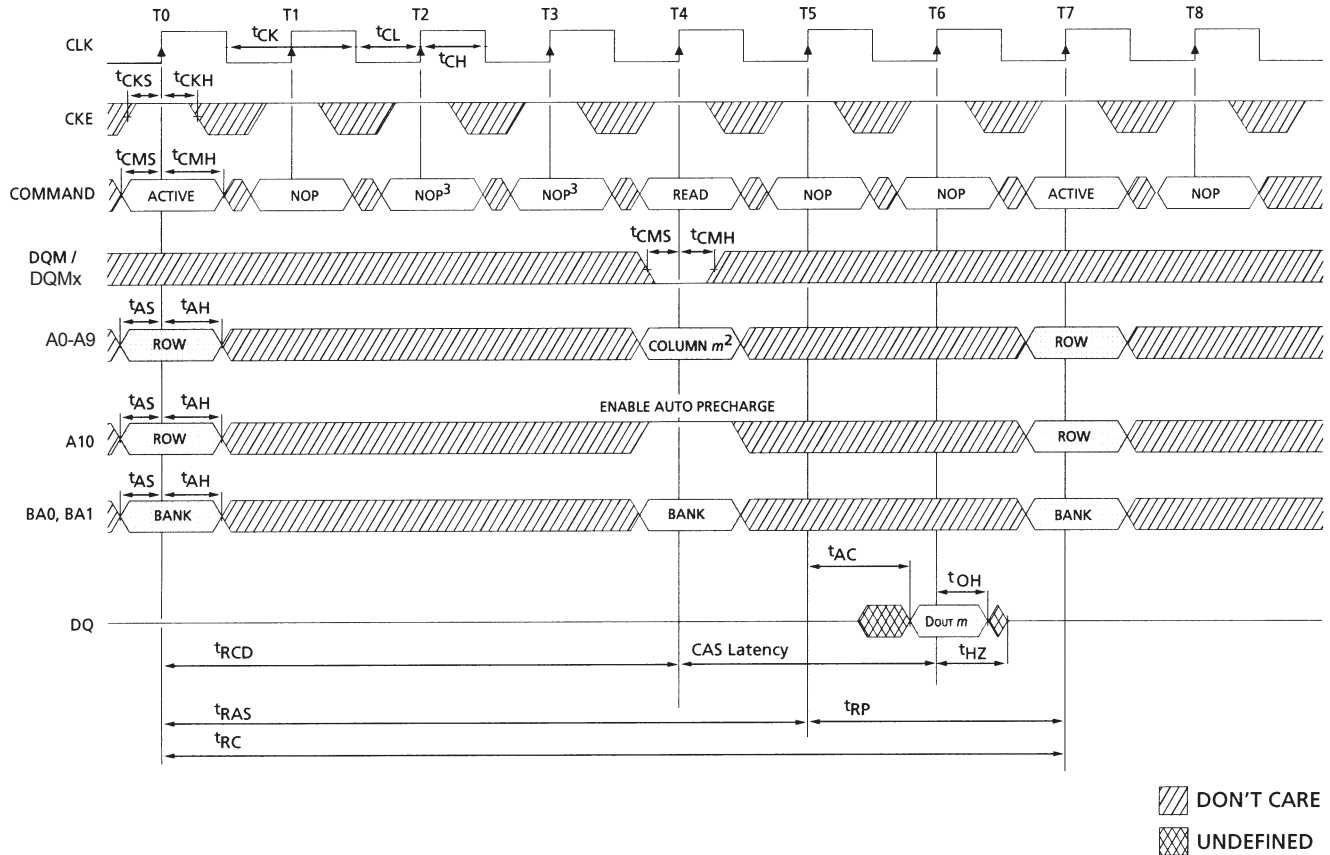 T0 T1 T2 T3 T4 T5 T6 T7 T8
CLK
tCK tCL
tCH
tCKS tCKH
CKE
tCMS tCMH
COMMAND ACTIVE NOP NOP3 NOP3 READ NOP NOP ACTIVE NOP
tCMS tCMH
DQM /
DQMx
tAS tAH
A0-A9 ROW COLUMN m2 ROW
tAS tAH ENABLE AUTO PRECHARGE
A10 ROW ROW
tAS tAH
BA0, BA1 BANK BANK BANK
tAC
tOH
DQ DOUT m
tRCD CAS Latency tHZ
tRAS tRP
tRC
DON'T CARE
UNDEFINED